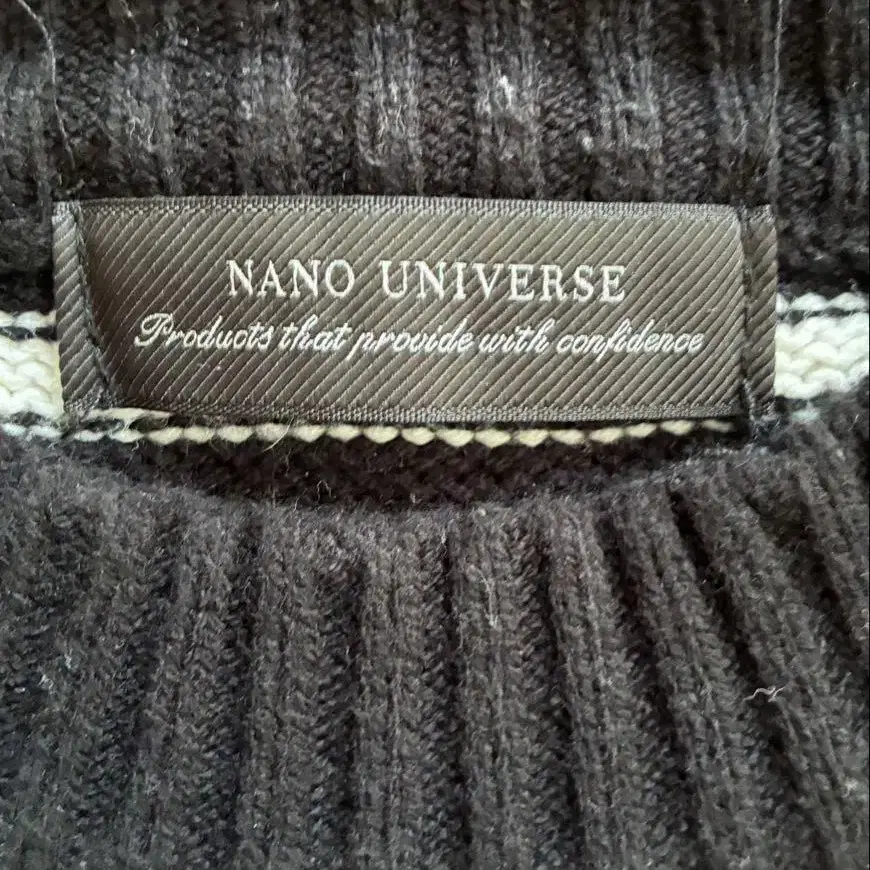 NANO UNIVERSE
Products that provide with confidence